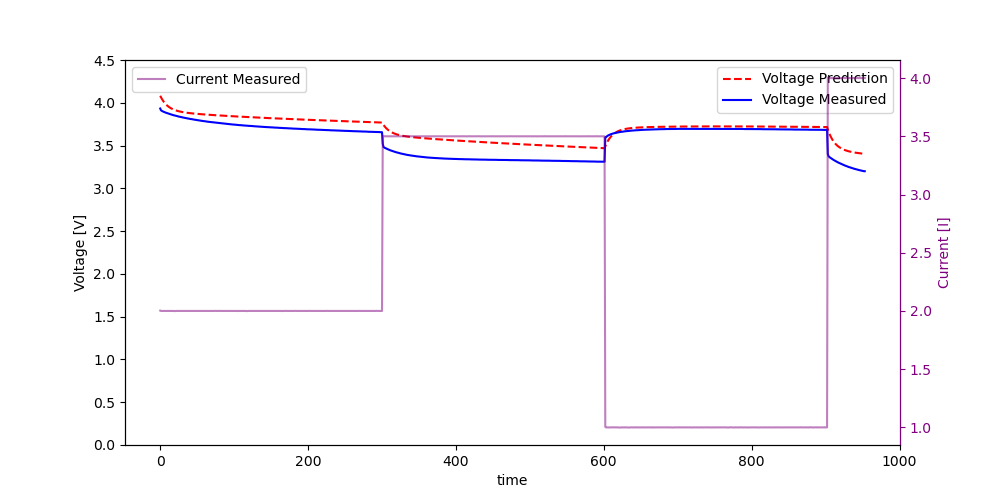 Current Measured
Voltage Prediction
Voltage Measured
4.5
4.0
3.5
3.0
2.5
2.0
1.5
1.0
0.5
0.0
Voltage [V]
4.0
3.5
3.0
2.5
2.0
1.5
1.0
Current [I]
0 200 400 600 800 1000
time